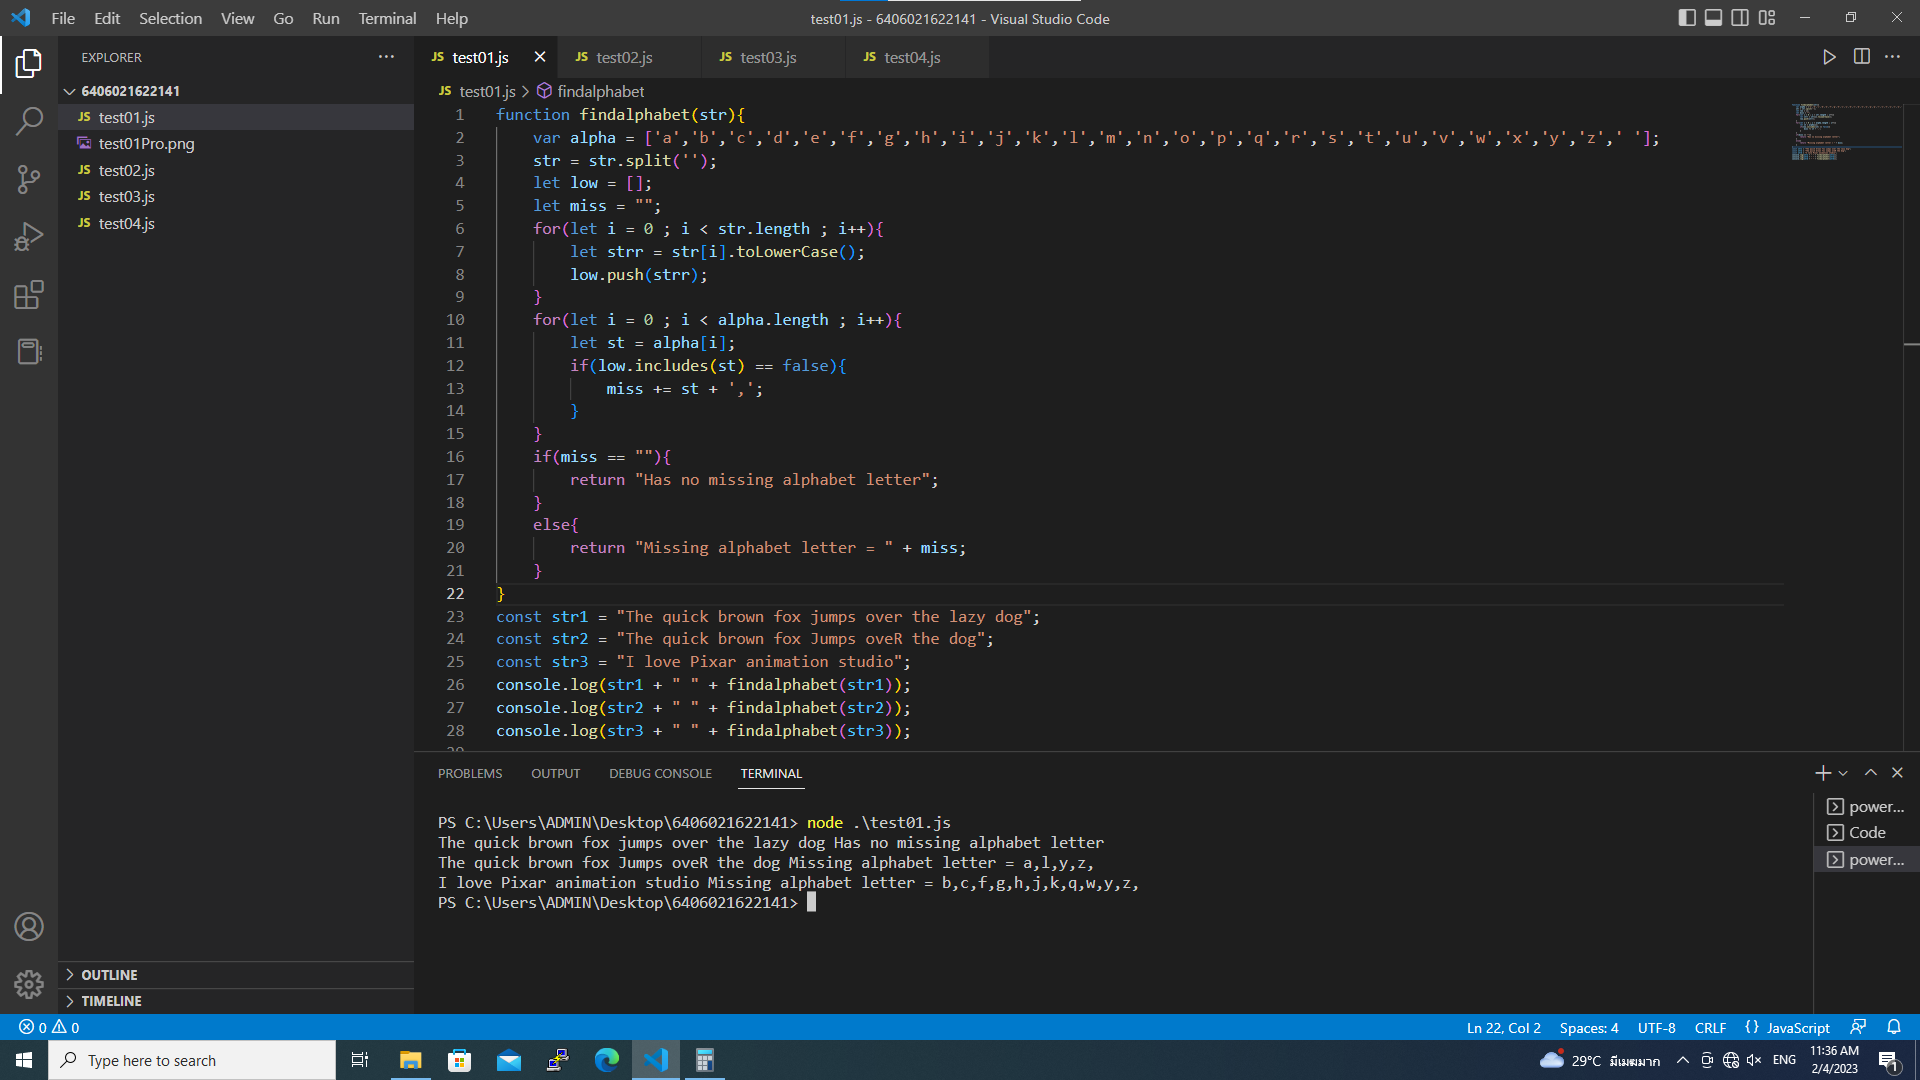 File Edit Selection View Go Run Terminal Help
test01.js - 6406021622141 - Visual Studio Code
EXPLORER
6406021622141
JS test01.js
test01Pro.png
JS test02.js
JS test03.js
JS test04.js
OUTLINE
TIMELINE
JS test01.js JS test02.js JS test03.js JS test04.js
JS test01.js > findalphabet
1 function findalphabet(str){
2 var alpha = ['a','b','c','d','e','f','g','h','i','j','k','l','m','n','o','p','q','r','s','t','u','v','w','x','y','z',' '];
3 str = str.split('');
4 let low = [];
5 let miss = "";
6 for(let i = 0 ; i < str.length ; i++){
7 let strr = str[i].toLowerCase();
8 low.push(strr);
9 }
10 for(let i = 0 ; i < alpha.length ; i++){
11 let st = alpha[i];
12 if(low.includes(st) == false){
13 miss += st + ',';
14 }
15 }
16 if(miss == ""){
17 return "Has no missing alphabet letter";
18 }
19 else{
20 return "Missing alphabet letter = " + miss;
21 }
22 }
23 const str1 = "The quick brown fox jumps over the lazy dog";
24 const str2 = "The quick brown fox Jumps oveR the dog";
25 const str3 = "I love Pixar animation studio";
26 console.log(str1 + " " + findalphabet(str1));
27 console.log(str2 + " " + findalphabet(str2));
28 console.log(str3 + " " + findalphabet(str3));
PROBLEMS OUTPUT DEBUG CONSOLE TERMINAL
PS C:\Users\ADMIN\Desktop\6406021622141> node .\test01.js
The quick brown fox jumps over the lazy dog Has no missing alphabet letter
The quick brown fox Jumps oveR the dog Missing alphabet letter = a,l,y,z,
I love Pixar animation studio Missing alphabet letter = b,c,f,g,h,j,k,q,w,y,z,
PS C:\Users\ADMIN\Desktop\6406021622141>
power...
Code
power...
0 0
Ln 22, Col 2 Spaces: 4 UTF-8 CRLF {} JavaScript
Type here to search
29°C มีเมฆมาก ENG
11:36 AM
2/4/2023
1